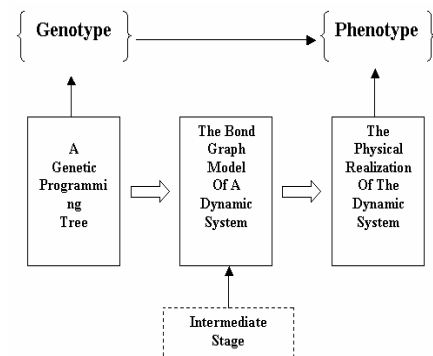 Genotype
Phenotype
A
Genetic
Programmi
ng
Tree
The Bond
Graph
Model
Of A
Dynamic
System
The
Physical
Realization
Of The
Dynamic
System
Intermediate
Stage